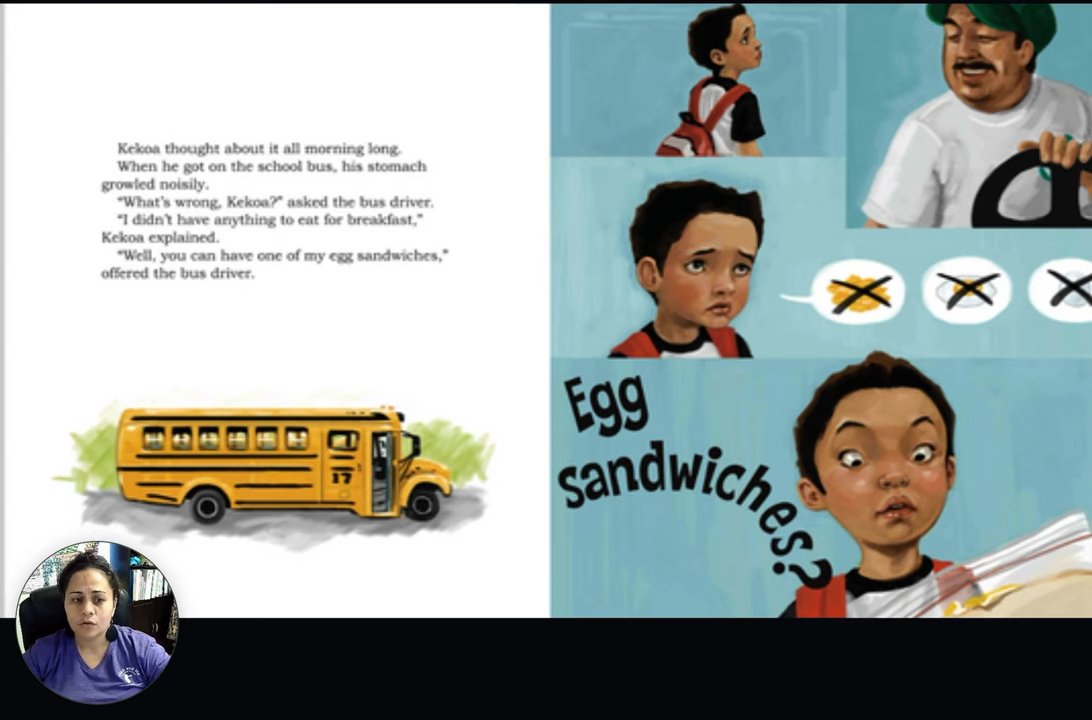 Kekoa thought about it all morning long.
When he got on the school bus, his stomach
growled noisily.
“What’s wrong, Kekoa?” asked the bus driver.
“I didn’t have anything to eat for breakfast,”
Kekoa explained.
“Well, you can have one of my egg sandwiches,”
offered the bus driver.
17
Egg
sandwiches?